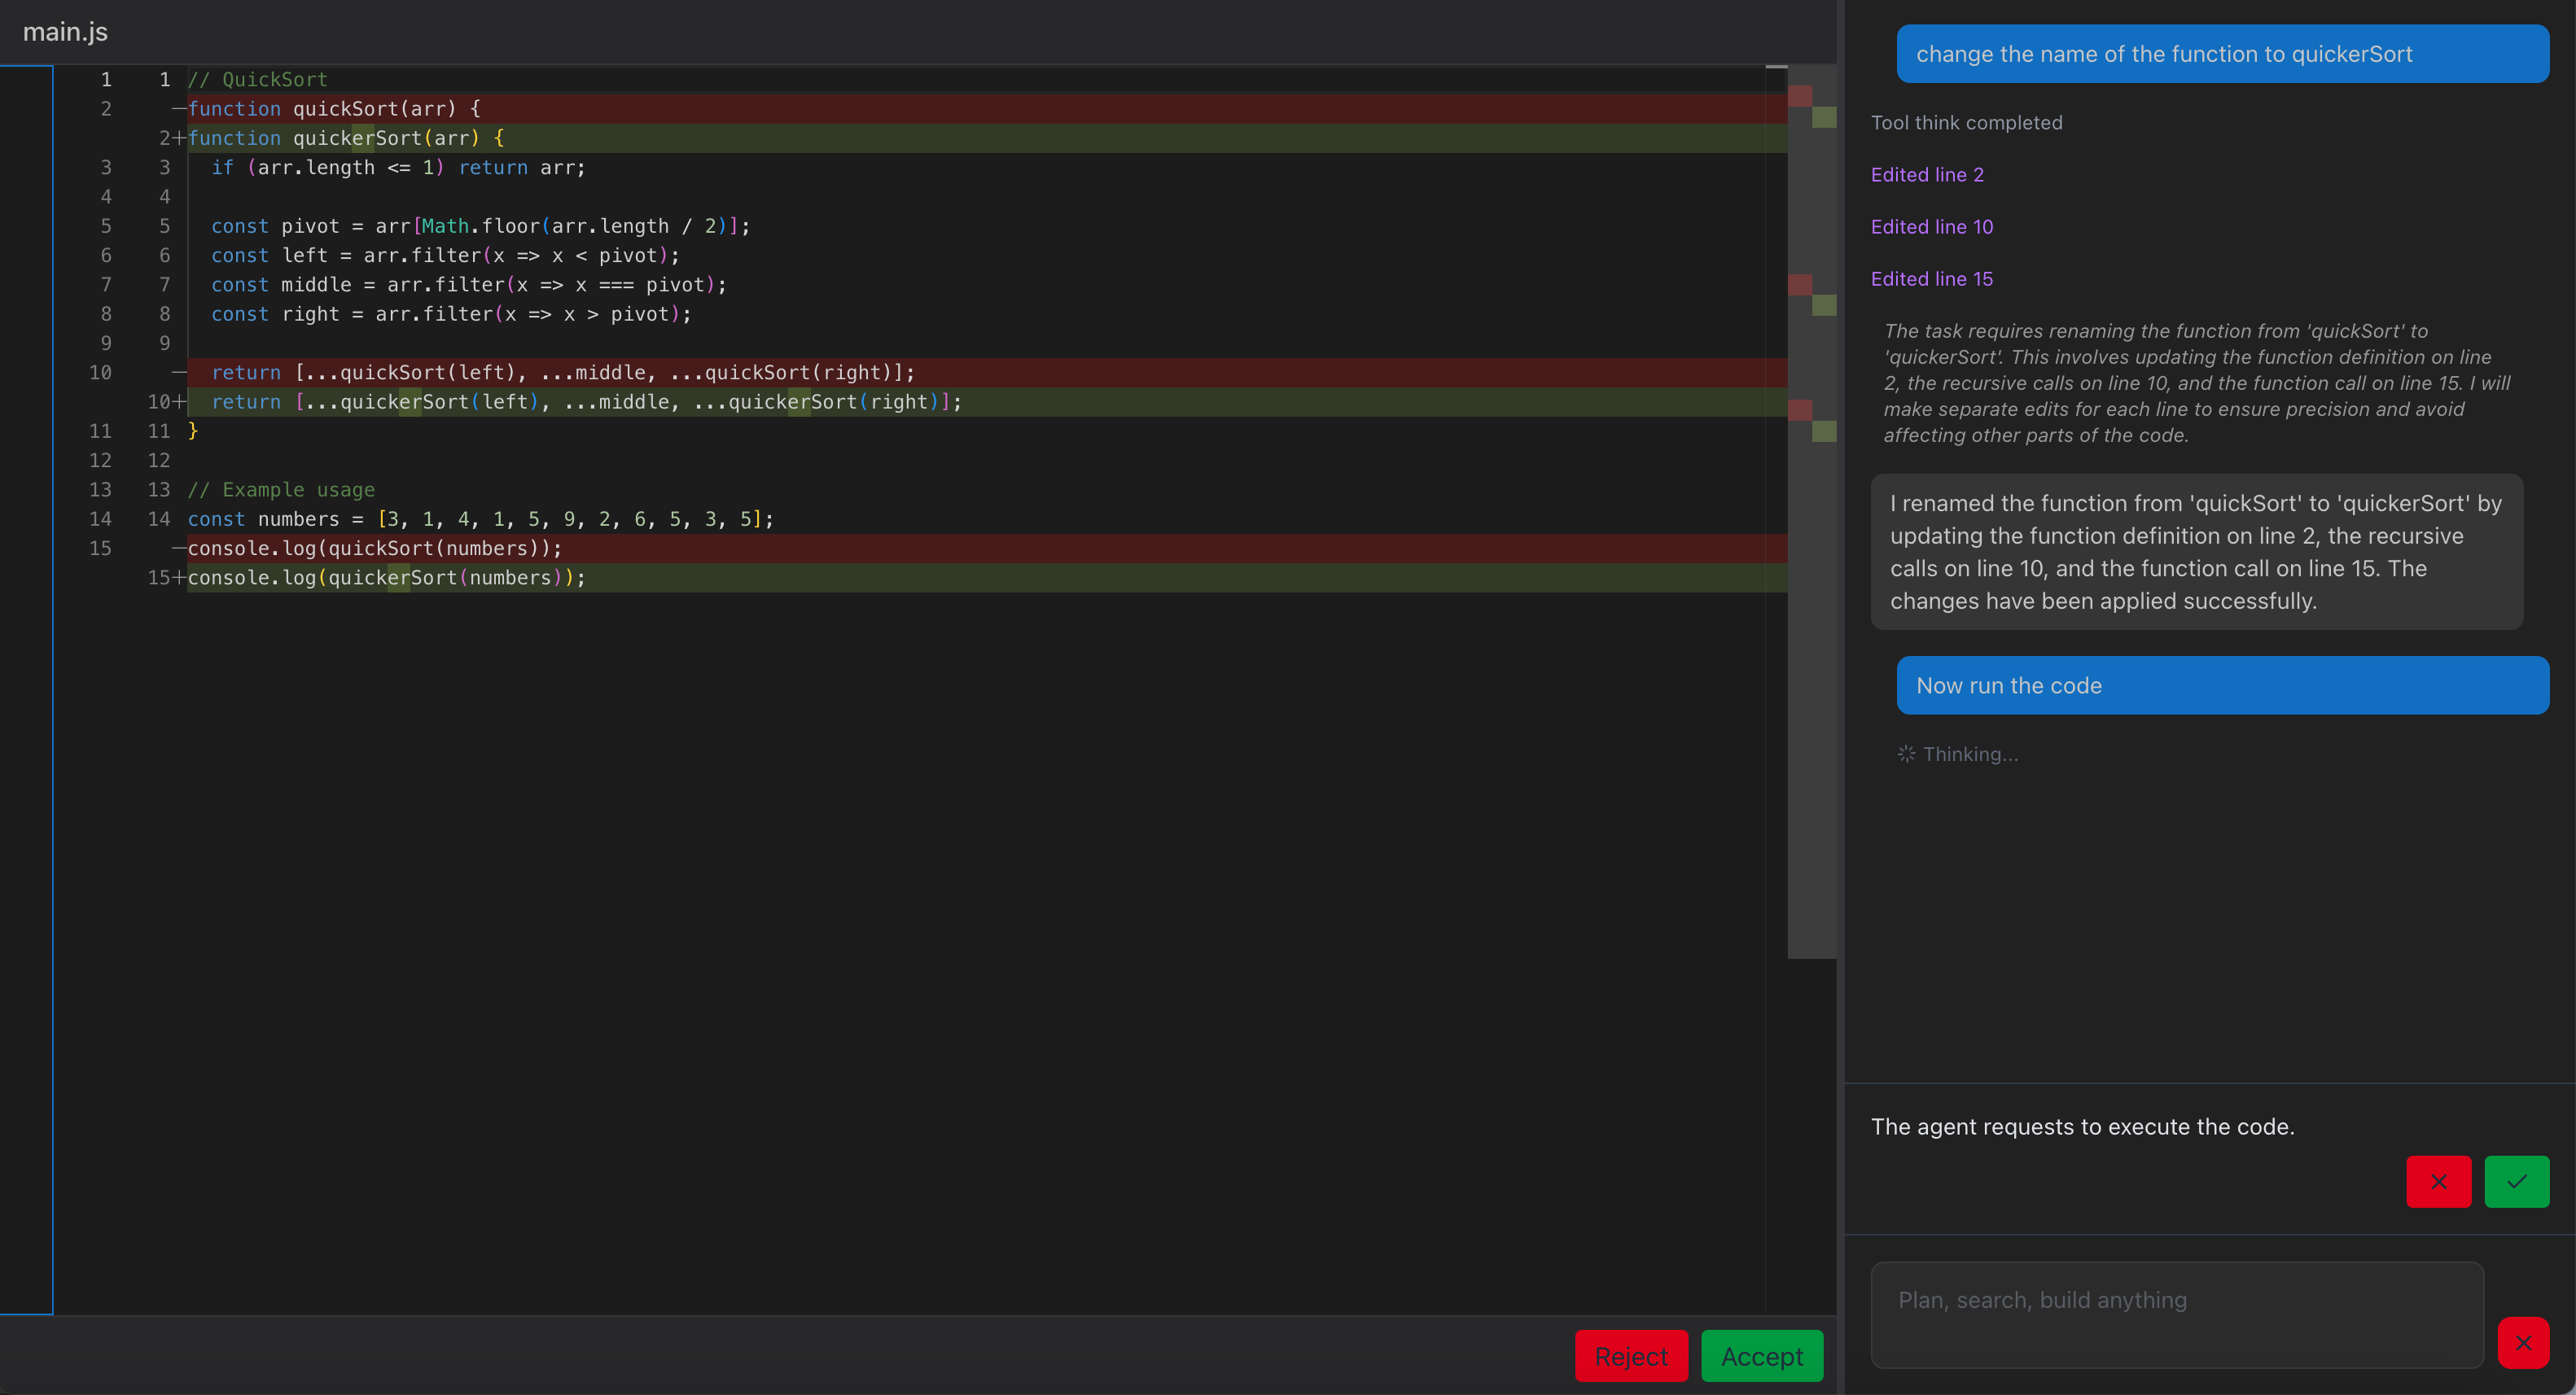 main.js
1 1 // QuickSort
2 —function quickSort(arr) {
2+function quickerSort(arr) {
3 3 if (arr.length <= 1) return arr;
4 4
5 5 const pivot = arr[Math.floor(arr.length / 2)];
6 6 const left = arr.filter(x => x < pivot);
7 7 const middle = arr.filter(x => x === pivot);
8 8 const right = arr.filter(x => x > pivot);
9 9
10 — return [...quickSort(left), ...middle, ...quickSort(right)];
10+ return [...quickerSort(left), ...middle, ...quickerSort(right)];
11 11 }
12 12
13 13 // Example usage
14 14 const numbers = [3, 1, 4, 1, 5, 9, 2, 6, 5, 3, 5];
15 —console.log(quickSort(numbers));
15+console.log(quickerSort(numbers));
Reject Accept
change the name of the function to quickerSort
Tool think completed
Edited line 2
Edited line 10
Edited line 15
The task requires renaming the function from 'quickSort' to
'quickerSort'. This involves updating the function definition on line
2, the recursive calls on line 10, and the function call on line 15. I will
make separate edits for each line to ensure precision and avoid
affecting other parts of the code.
I renamed the function from 'quickSort' to 'quickerSort' by
updating the function definition on line 2, the recursive
calls on line 10, and the function call on line 15. The
changes have been applied successfully.
Now run the code
Thinking...
The agent requests to execute the code.
Plan, search, build anything